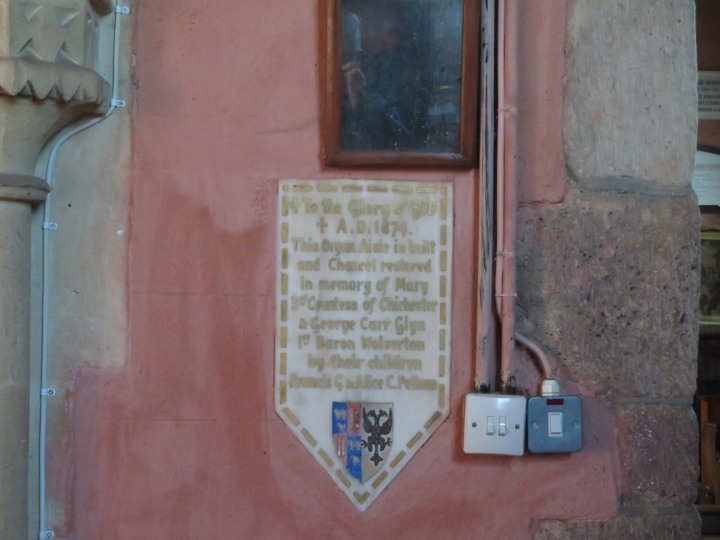 To the Glory of God
✝ A.D. 1874.
This Organ Aisle is built
and Chancel restored
in memory of Mary
3rd Countess of Chichester
& George Carr Glyn
1st Baron Wolverton
by their children
Francis G. & Alice C. Pelham